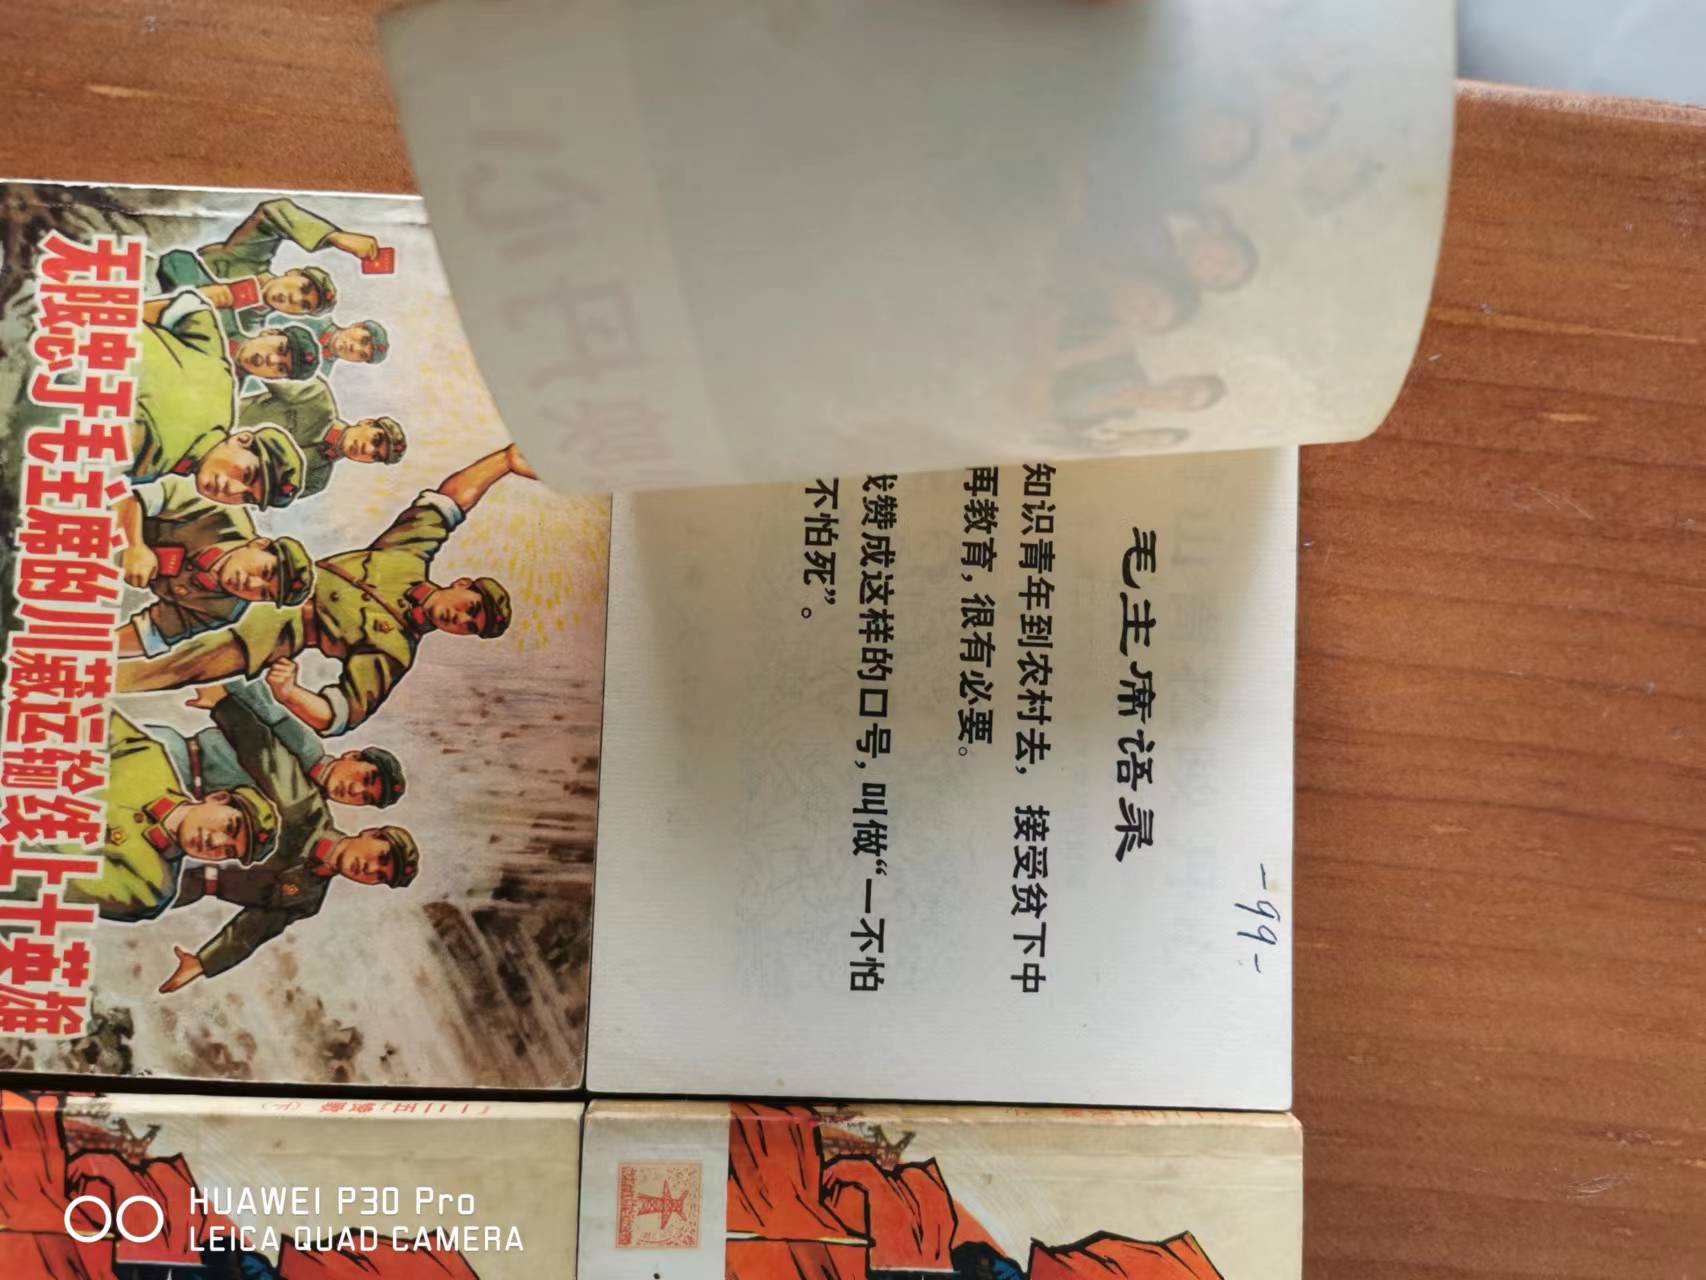 无限忠于毛主席的川藏运输线上十英雄
毛主席语录
知识青年到农村去，接受贫下中
再教育，很有必要。
我赞成这样的口号，叫做“一不怕
不怕死”。
-99-
HUAWEI P30 Pro
LEICA QUAD CAMERA